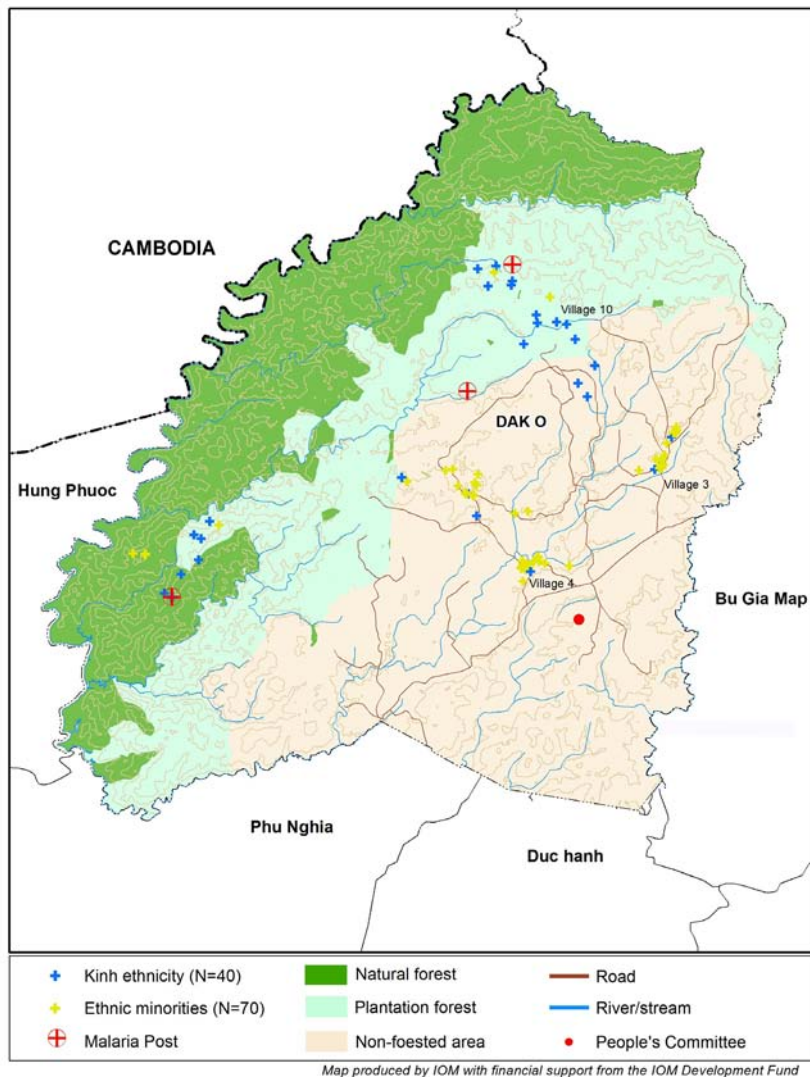 CAMBODIA
Village 10
DAK O
Hung Phuoc
Village 3
Village 4
Bu Gia Map
Phu Nghia
Duc hanh
Kinh ethnicity (N=40)
Ethnic minorities (N=70)
Malaria Post
Natural forest
Plantation forest
Non-foested area
Road
River/stream
People's Committee
Map produced by IOM with financial support from the IOM Development Fund